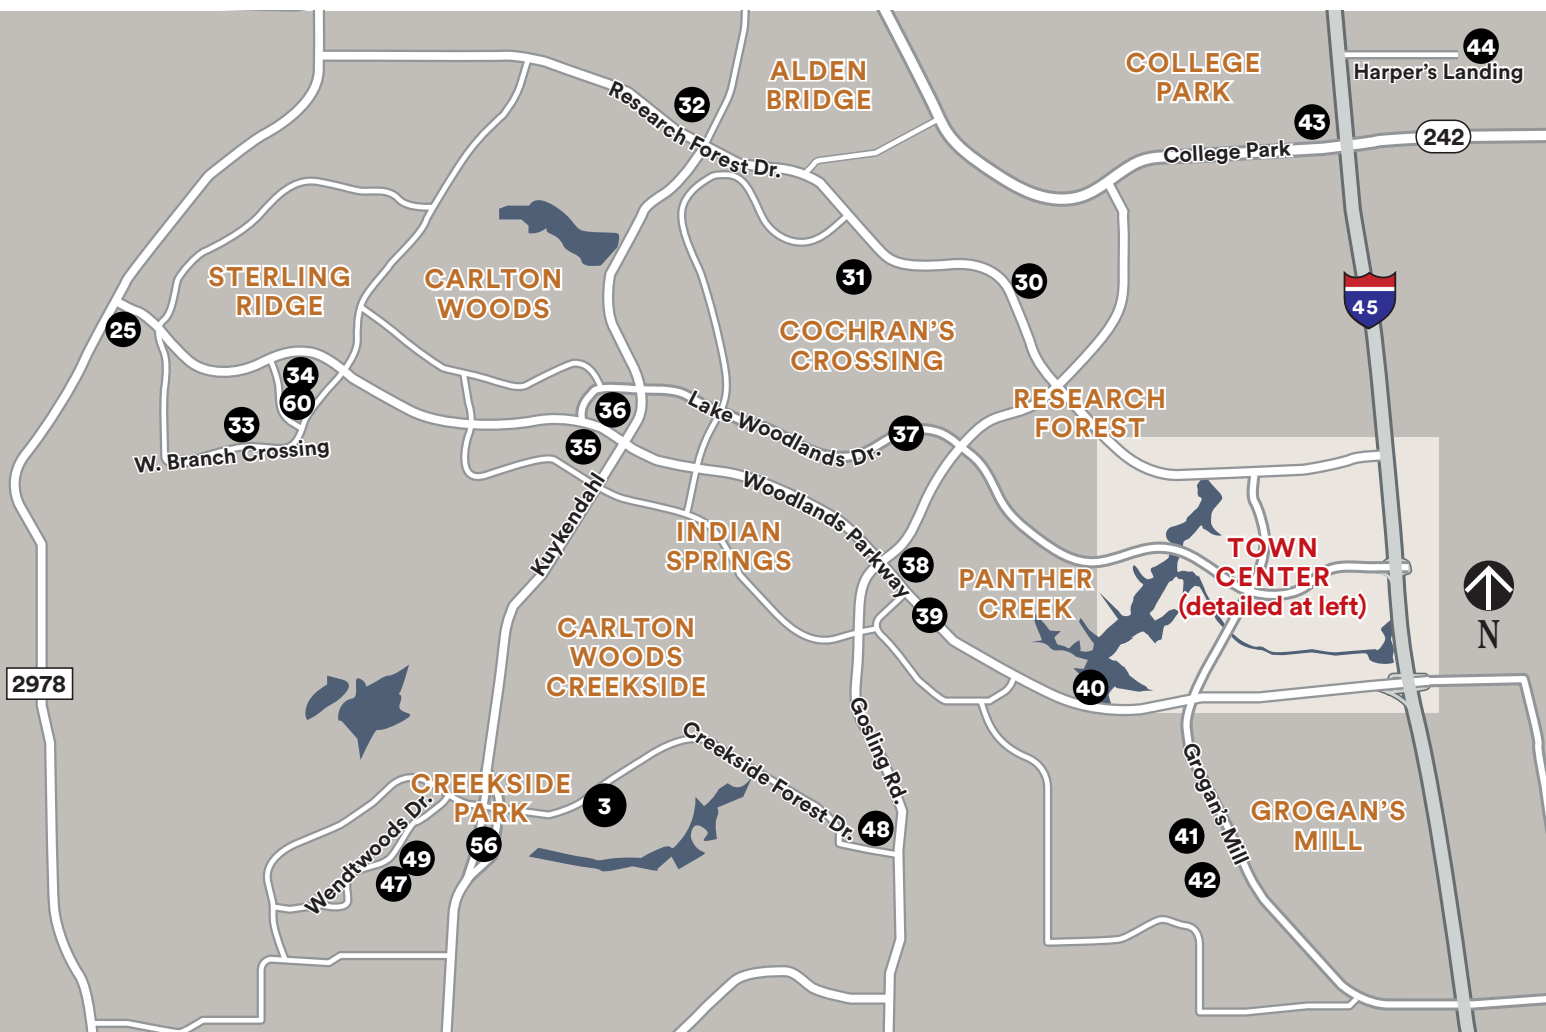 44
Harper's Landing
ALDEN
BRIDGE
COLLEGE
PARK
32
43
242
Research Forest Dr.
College Park
STERLING
RIDGE
CARLTON
WOODS
31
30
45
25
COCHRAN'S
CROSSING
34
60
36
33
35
Lake Woodlands Dr.
37
RESEARCH
FOREST
W. Branch Crossing
Kuykendahl
Woodlands Parkway
INDIAN
SPRINGS
38
39
PANTHER
CREEK
TOWN
CENTER
(detailed at left)
N
CARLTON
WOODS
CREEKSIDE
2978
40
Gosling Rd.
Creekside Forest Dr.
Grogan's Mill
CREEKSIDE
PARK
3
48
Wendtwoods Dr.
56
49
47
41
42
GROGAN'S
MILL